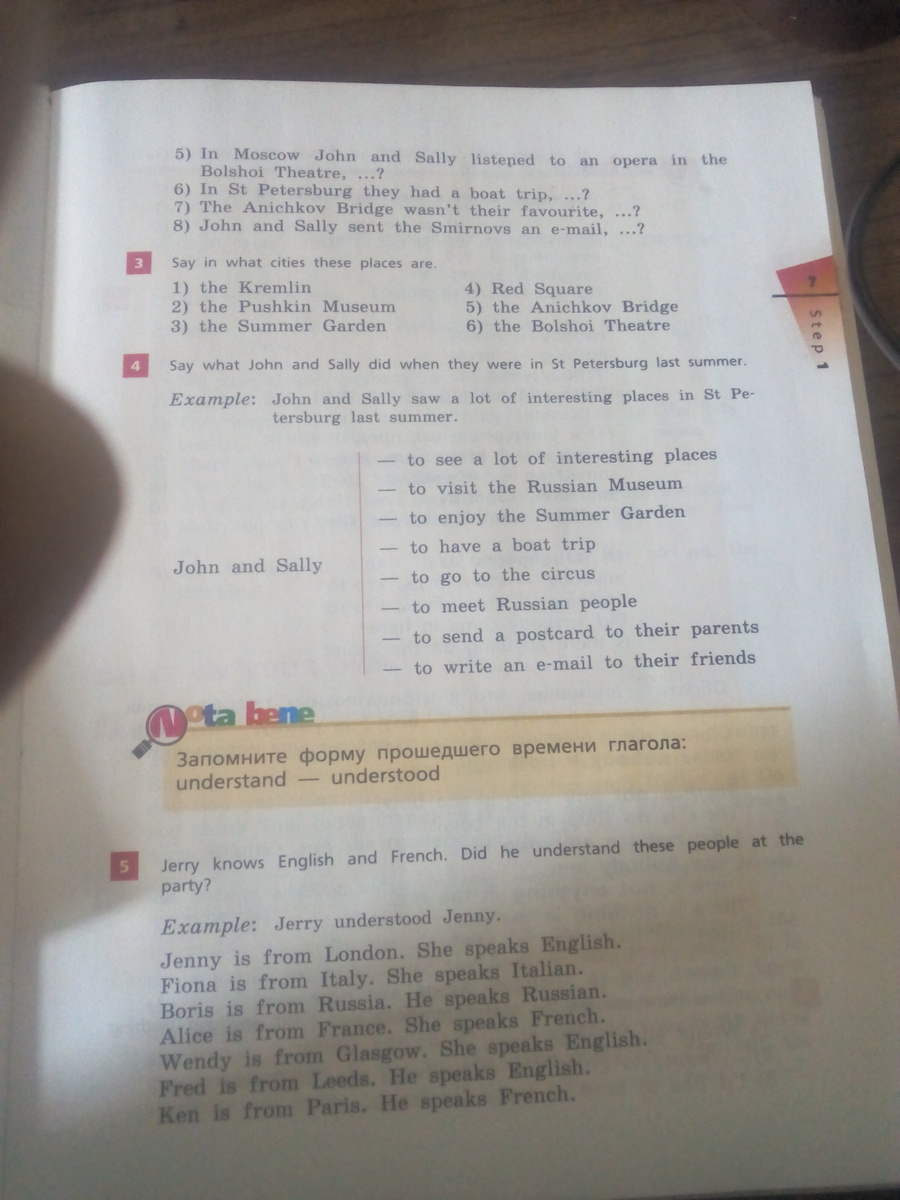 5) In Moscow John and Sally listened to an opera in the
Bolshoi Theatre, ...?
6) In St Petersburg they had a boat trip, ...?
7) The Anichkov Bridge wasn't their favourite, ...?
8) John and Sally sent the Smirnovs an e-mail, ...?
3 Say in what cities these places are.
1) the Kremlin
2) the Pushkin Museum
3) the Summer Garden
4) Red Square
5) the Anichkov Bridge
6) the Bolshoi Theatre
Step 1
4 Say what John and Sally did when they were in St Petersburg last summer.
Example: John and Sally saw a lot of interesting places in St Pe-
tersburg last summer.
John and Sally
— to see a lot of interesting places
— to visit the Russian Museum
— to enjoy the Summer Garden
— to have a boat trip
— to go to the circus
— to meet Russian people
— to send a postcard to their parents
— to write an e-mail to their friends
Nota bene
Запомните форму прошедшего времени глагола:
understand — understood
5 Jerry knows English and French. Did he understand these people at the
party?
Example: Jerry understood Jenny.
Jenny is from London. She speaks English.
Fiona is from Italy. She speaks Italian.
Boris is from Russia. He speaks Russian.
Alice is from France. She speaks French.
Wendy is from Glasgow. She speaks English.
Fred is from Leeds. He speaks English.
Ken is from Paris. He speaks French.